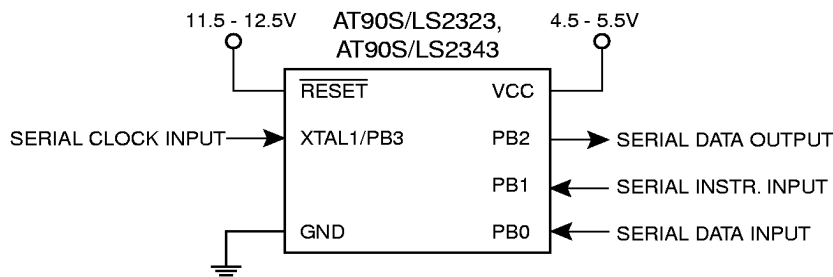 11.5 - 12.5V
AT90S/LS2323,
AT90S/LS2343
4.5 - 5.5V
RESET
VCC
SERIAL CLOCK INPUT
XTAL1/PB3
PB2
SERIAL DATA OUTPUT
PB1
SERIAL INSTR. INPUT
GND
PB0
SERIAL DATA INPUT